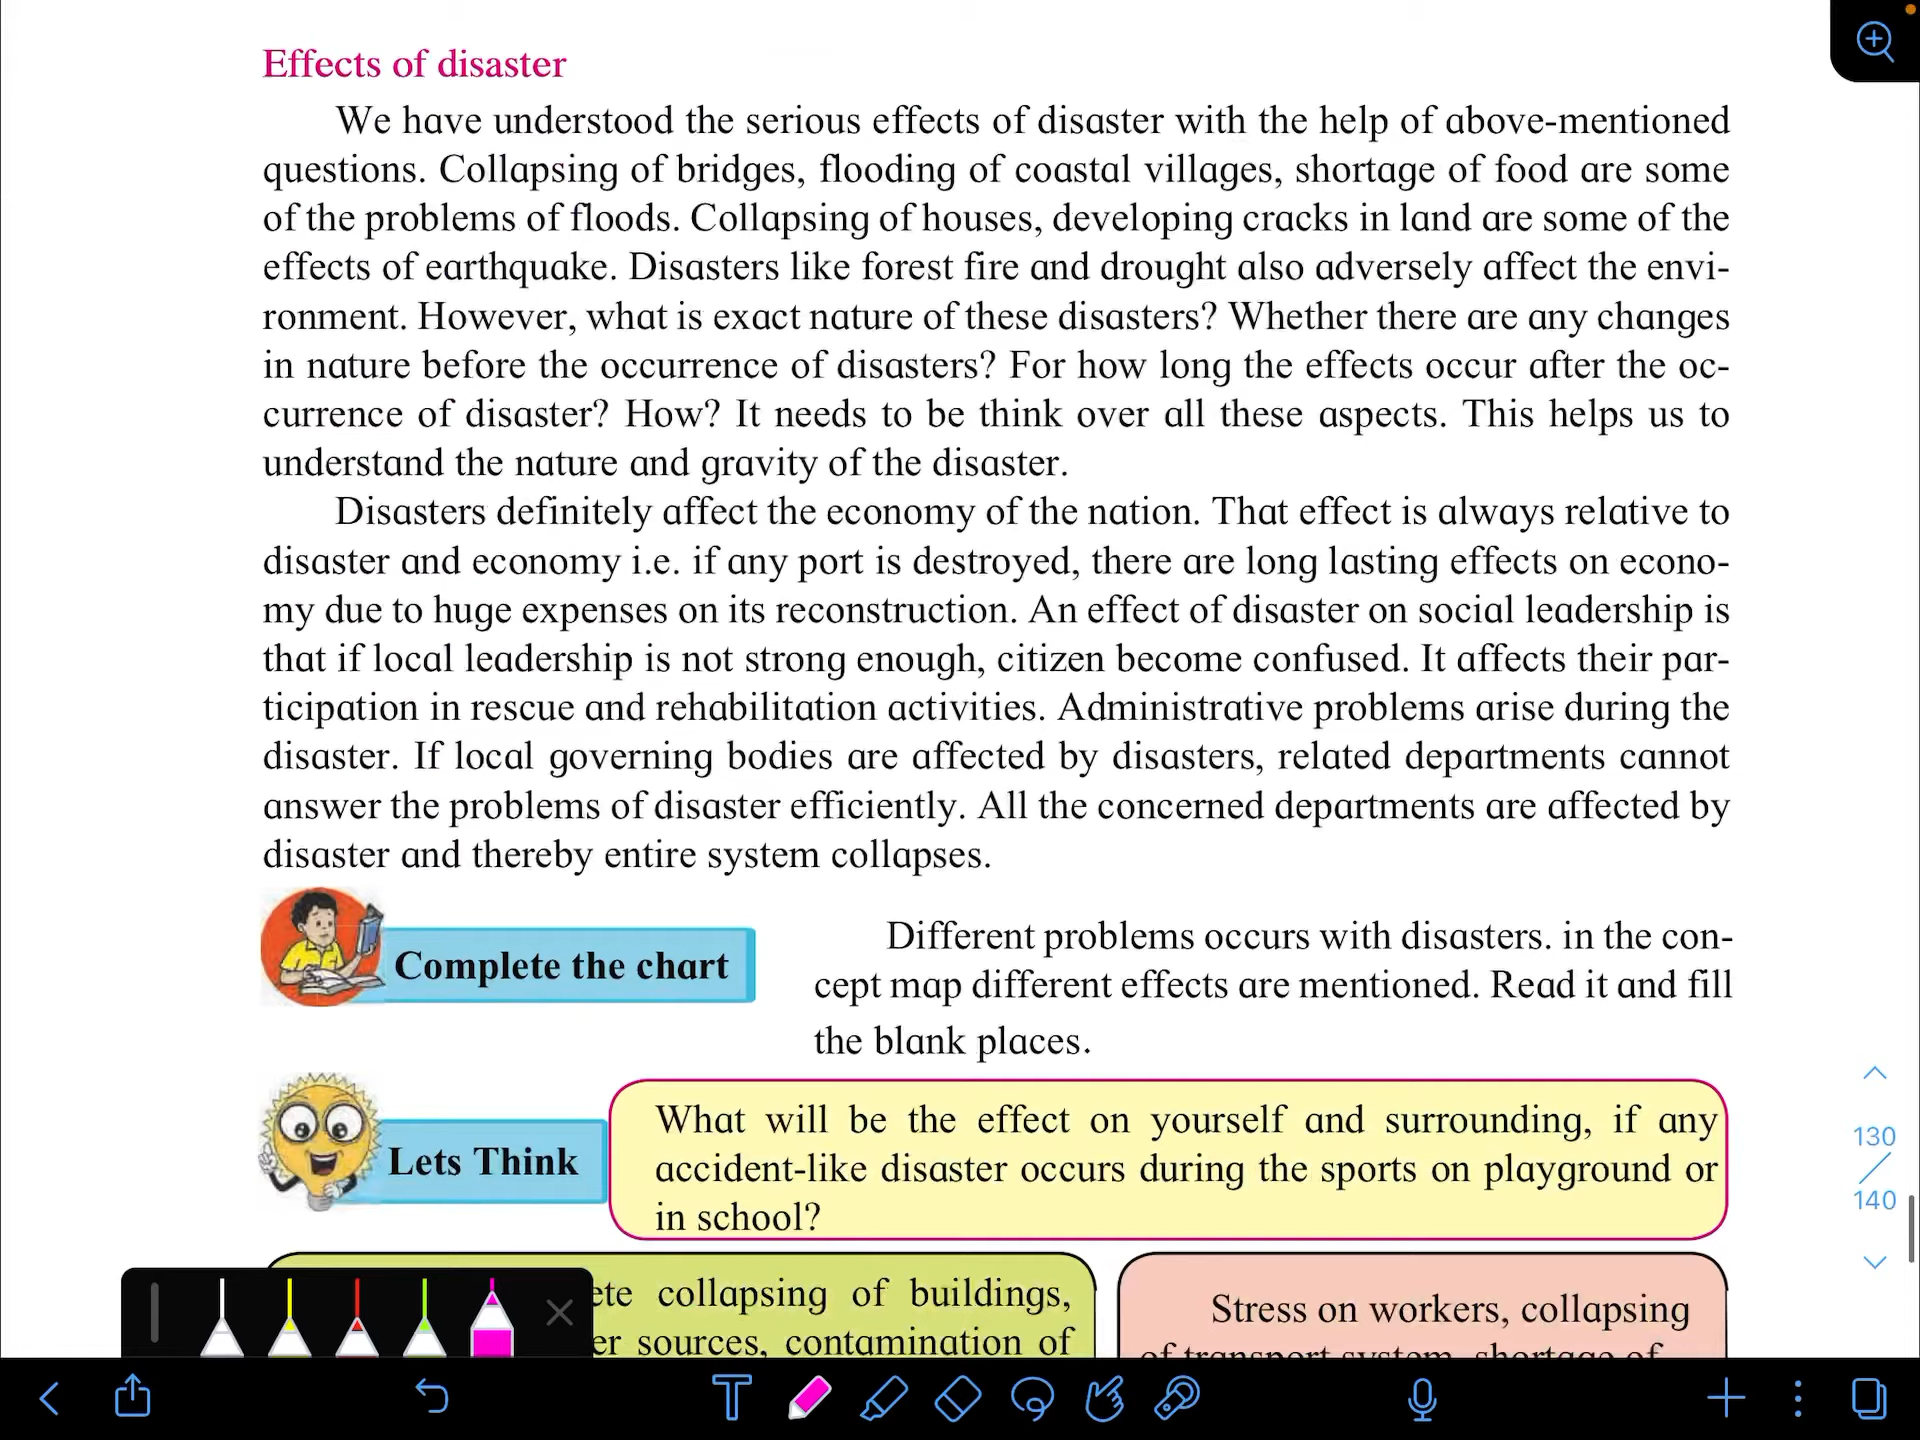 Effects of disaster
We have understood the serious effects of disaster with the help of above-mentioned
questions. Collapsing of bridges, flooding of coastal villages, shortage of food are some
of the problems of floods. Collapsing of houses, developing cracks in land are some of the
effects of earthquake. Disasters like forest fire and drought also adversely affect the envi-
ronment. However, what is exact nature of these disasters? Whether there are any changes
in nature before the occurrence of disasters? For how long the effects occur after the oc-
currence of disaster? How? It needs to be think over all these aspects. This helps us to
understand the nature and gravity of the disaster.
Disasters definitely affect the economy of the nation. That effect is always relative to
disaster and economy i.e. if any port is destroyed, there are long lasting effects on econo-
my due to huge expenses on its reconstruction. An effect of disaster on social leadership is
that if local leadership is not strong enough, citizen become confused. It affects their par-
ticipation in rescue and rehabilitation activities. Administrative problems arise during the
disaster. If local governing bodies are affected by disasters, related departments cannot
answer the problems of disaster efficiently. All the concerned departments are affected by
disaster and thereby entire system collapses.
Complete the chart
Different problems occurs with disasters. in the con-
cept map different effects are mentioned. Read it and fill
the blank places.
Lets Think
What will be the effect on yourself and surrounding, if any
accident-like disaster occurs during the sports on playground or
in school?
130
140
collapsing of buildings,
sources, contamination of
Stress on workers, collapsing
of transport system, shortage of
T